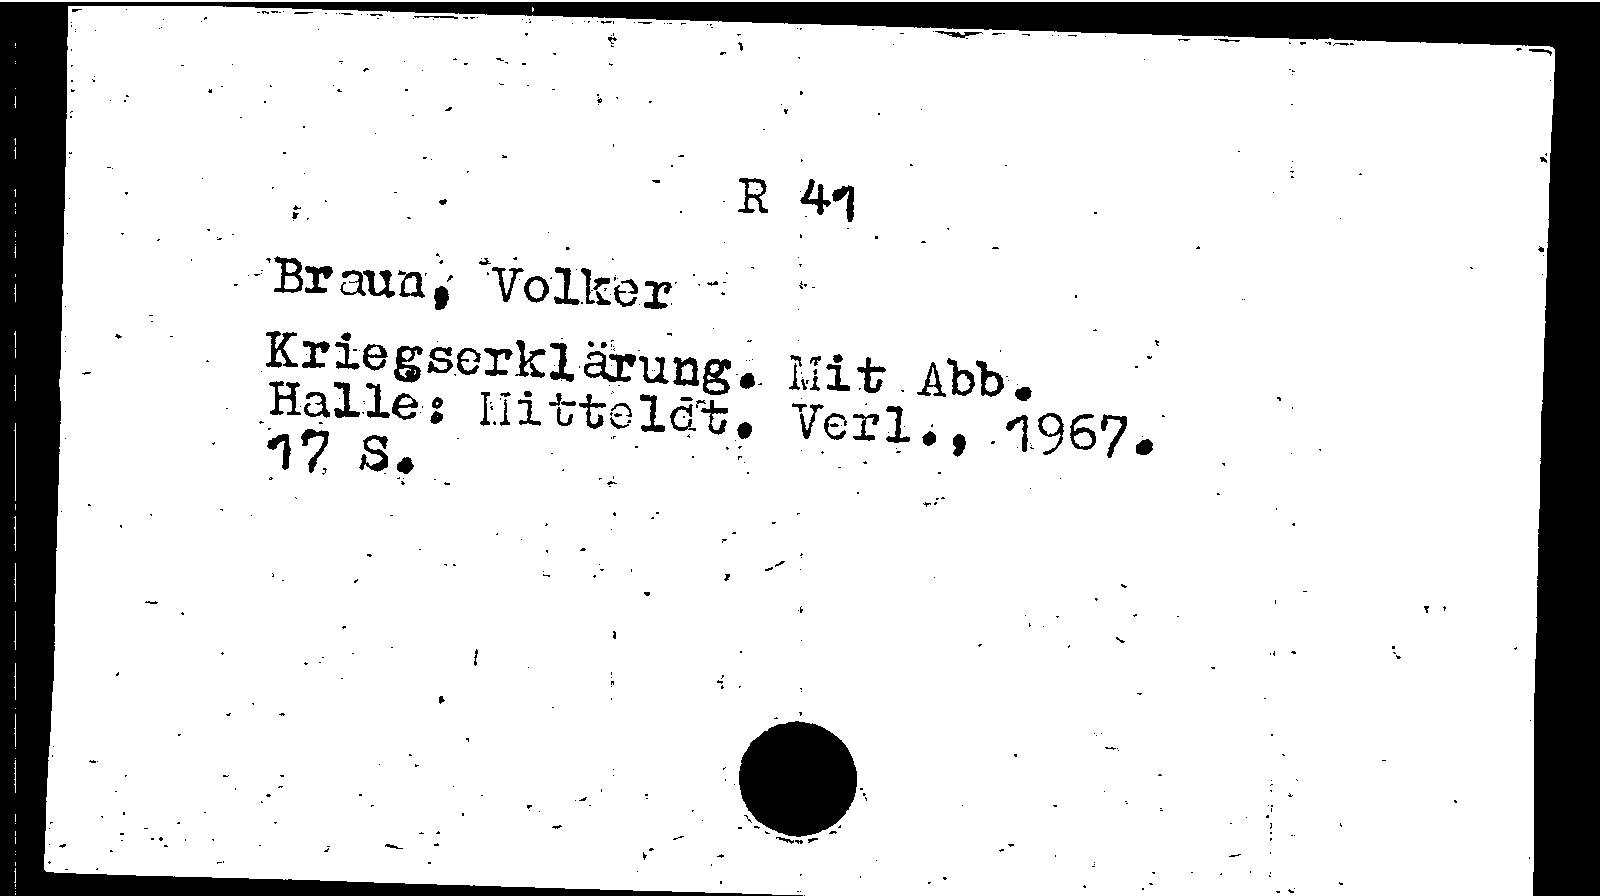 R 41
Braun, Volker
Kriegserklärung. Mit Abb.
Halle: Mitteldt. Verl., 1967.
17 S.